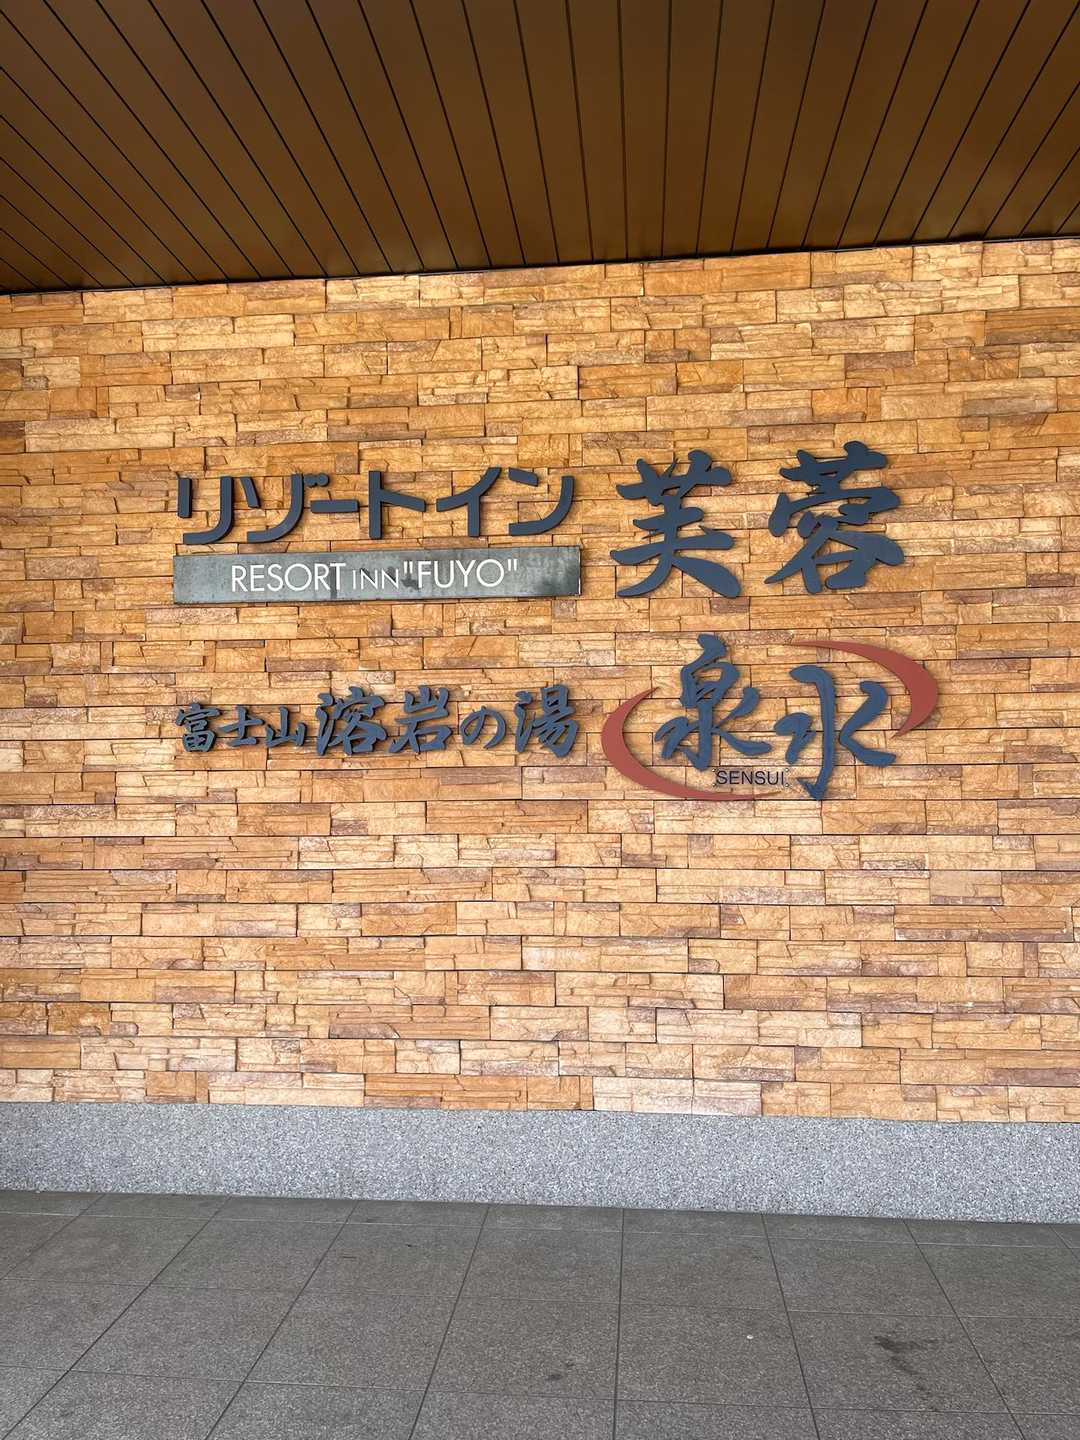 リゾートイン 芙蓉
RESORT INN "FUYO"
富士山溶岩の湯 泉水
SENSUI